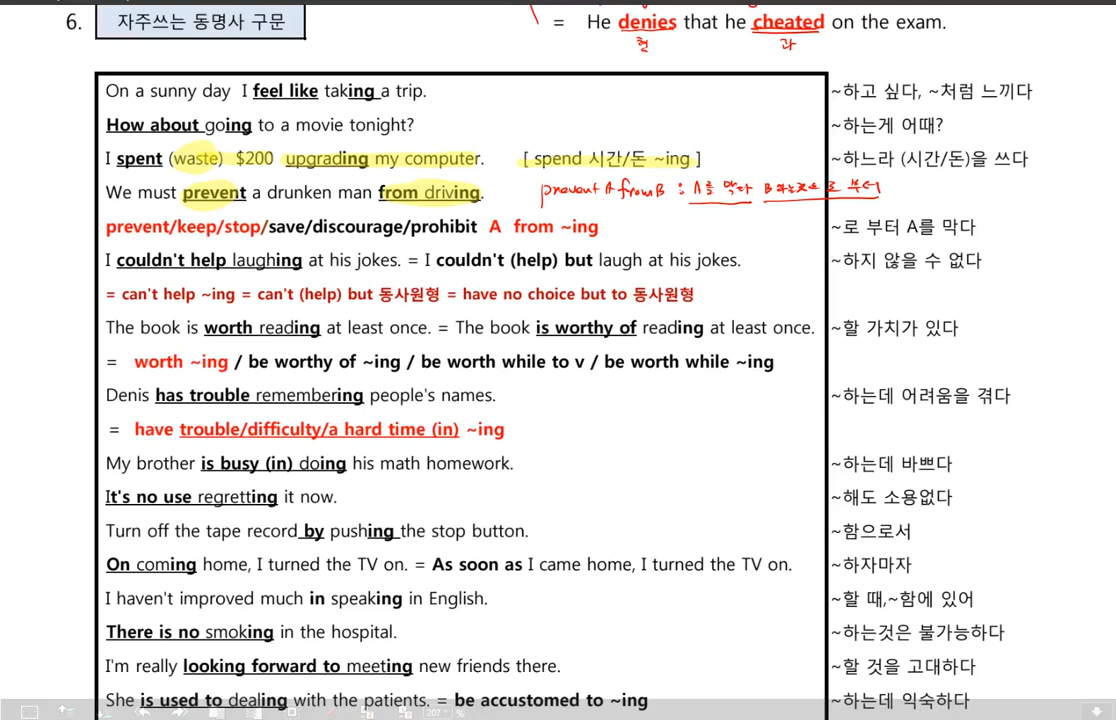 6. 자주쓰는 동명사 구문
= He denies that he cheated on the exam.
현 과
On a sunny day I feel like taking a trip. ~하고 싶다, ~처럼 느끼다
How about going to a movie tonight? ~하는게 어때?
I spent (waste) $200 upgrading my computer. [ spend 시간/돈 ~ing ] ~하느라 (시간/돈)을 쓰다
We must prevent a drunken man from driving. prevent A from B : A를 막다 B 로 부터
prevent/keep/stop/save/discourage/prohibit A from ~ing ~로 부터 A를 막다
I couldn't help laughing at his jokes. = I couldn't (help) but laugh at his jokes. ~하지 않을 수 없다
= can't help ~ing = can't (help) but 동사원형 = have no choice but to 동사원형
The book is worth reading at least once. = The book is worthy of reading at least once. ~할 가치가 있다
= worth ~ing / be worthy of ~ing / be worth while to v / be worth while ~ing
Denis has trouble remembering people's names. ~하는데 어려움을 겪다
= have trouble/difficulty/a hard time (in) ~ing
My brother is busy (in) doing his math homework. ~하는데 바쁘다
It's no use regretting it now. ~해도 소용없다
Turn off the tape record by pushing the stop button. ~함으로서
On coming home, I turned the TV on. = As soon as I came home, I turned the TV on. ~하자마자
I haven't improved much in speaking in English. ~할 때,~함에 있어
There is no smoking in the hospital. ~하는것은 불가능하다
I'm really looking forward to meeting new friends there. ~할 것을 고대하다
She is used to dealing with the patients. = be accustomed to ~ing ~하는데 익숙하다
207 %